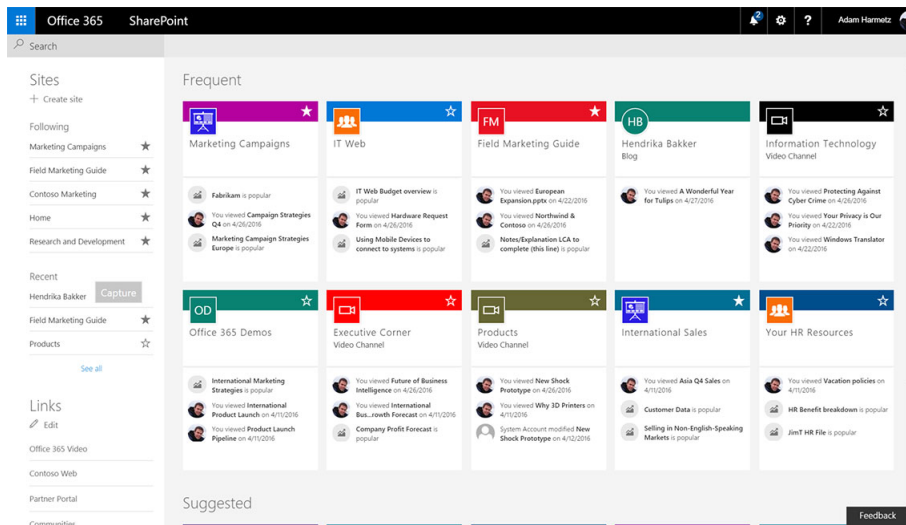 Office 365
SharePoint
2
?
Adam Harmetz
Search
Sites
+ Create site
Following
Marketing Campaigns
Field Marketing Guide
Contoso Marketing
Home
Research and Development
Recent
Hendrika Bakker
Capture
Field Marketing Guide
Products
See all
Links
Edit
Office 365 Video
Contoso Web
Partner Portal
Communities
Frequent
Marketing Campaigns
Fabrikam is popular
You viewed Campaign Strategies
Q4 on 4/26/2016
Marketing Campaign Strategies
Europe is popular
IT Web
IT Web Budget overview is
popular
You viewed Hardware Request
Form on 4/26/2016
Using Mobile Devices to
connect to systems is popular
FM
Field Marketing Guide
You viewed European
Expansion.pptx on 4/22/2016
You viewed Northwind &
Contoso on 4/26/2016
Notes/Explanation LCA to
complete (this line) is popular
HB
Hendrika Bakker
Blog
You viewed A Wonderful Year
for Tulips on 4/27/2016
Information Technology
Video Channel
You viewed Protecting Against
Cyber Crime on 4/26/2016
You viewed Your Privacy is Our
Priority on 4/22/2016
You viewed Windows Translator
on 4/22/2016
OD
Office 365 Demos
International Marketing
Strategies is popular
You viewed International
Product Launch on 4/11/2016
You viewed Product Launch
Pipeline on 4/11/2016
Executive Corner
Video Channel
You viewed Future of Business
Intelligence on 4/26/2016
You viewed International
Bus...rowth Forecast on 4/11/2016
Company Profit Forecast is
popular
Products
Video Channel
You viewed New Shock
Prototype on 4/26/2016
You viewed Why 3D Printers on
4/11/2016
System Account modified New
Shock Prototype on 4/12/2016
International Sales
You viewed Asia Q4 Sales on
4/11/2016
Customer Data is popular
Selling in Non-English-Speaking
Markets is popular
Your HR Resources
You viewed Vacation policies on
4/11/2016
HR Benefit breakdown is popular
JimT HR File is popular
Suggested
Feedback